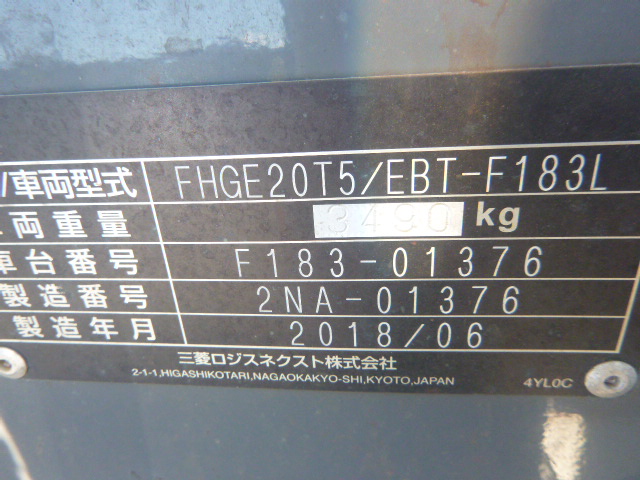 /車両型式 FHGE20T5/EBT-F183L
両重量 3490 kg
車台番号 F183-01376
製造番号 2NA-01376
製造年月 2018/06
三菱ロジスネクスト株式会社
2-1-1,HIGASHIKOTARI,NAGAOKAKYO-SHI,KYOTO,JAPAN 4YL0C